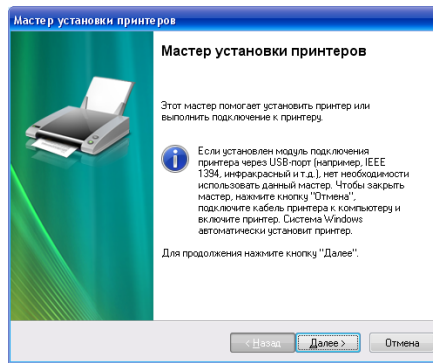 Мастер установки принтеров
Мастер установки принтеров
Этот мастер помогает установить принтер или
выполнить подключение к принтеру.
Если установлен модуль подключения
принтера через USB-порт (например, IEEE
1394, инфракрасный и т.д.), нет необходимости
использовать данный мастер. Чтобы закрыть
мастер, нажмите кнопку "Отмена",
подключите кабель принтера к компьютеру и
включите принтер. Система Windows
автоматически установит принтер.
Для продолжения нажмите кнопку "Далее".
< Назад Далее > Отмена